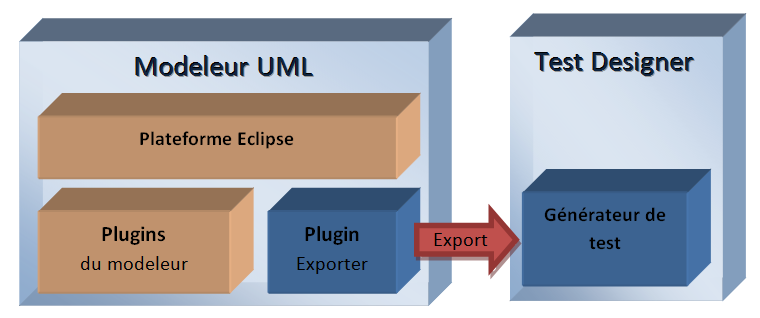 Modeleur UML
Test Designer
Plateforme Eclipse
Plugins
du modeleur
Plugin
Exporter
Export
Générateur de
test